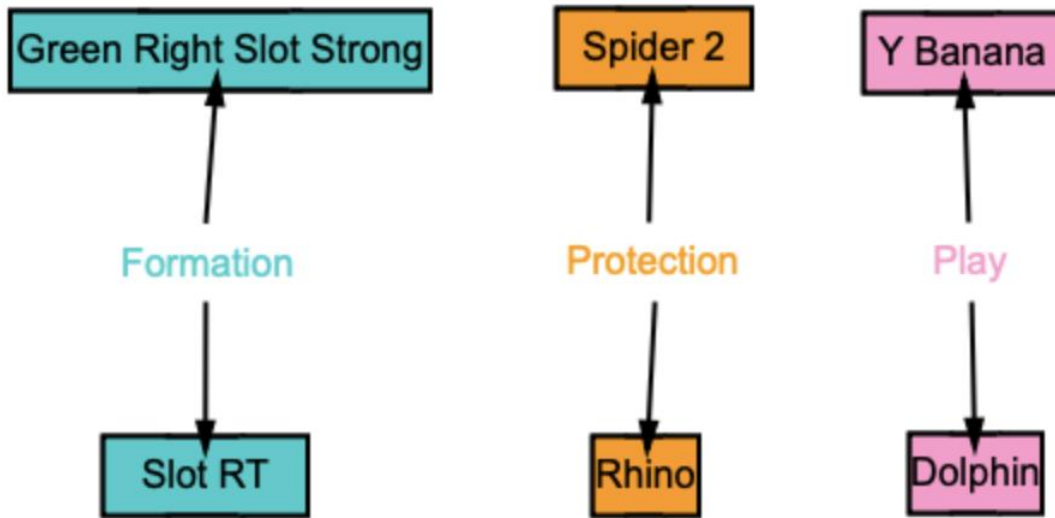 Green Right Slot Strong
Spider 2
Y Banana
Formation
Protection
Play
Slot RT
Rhino
Dolphin